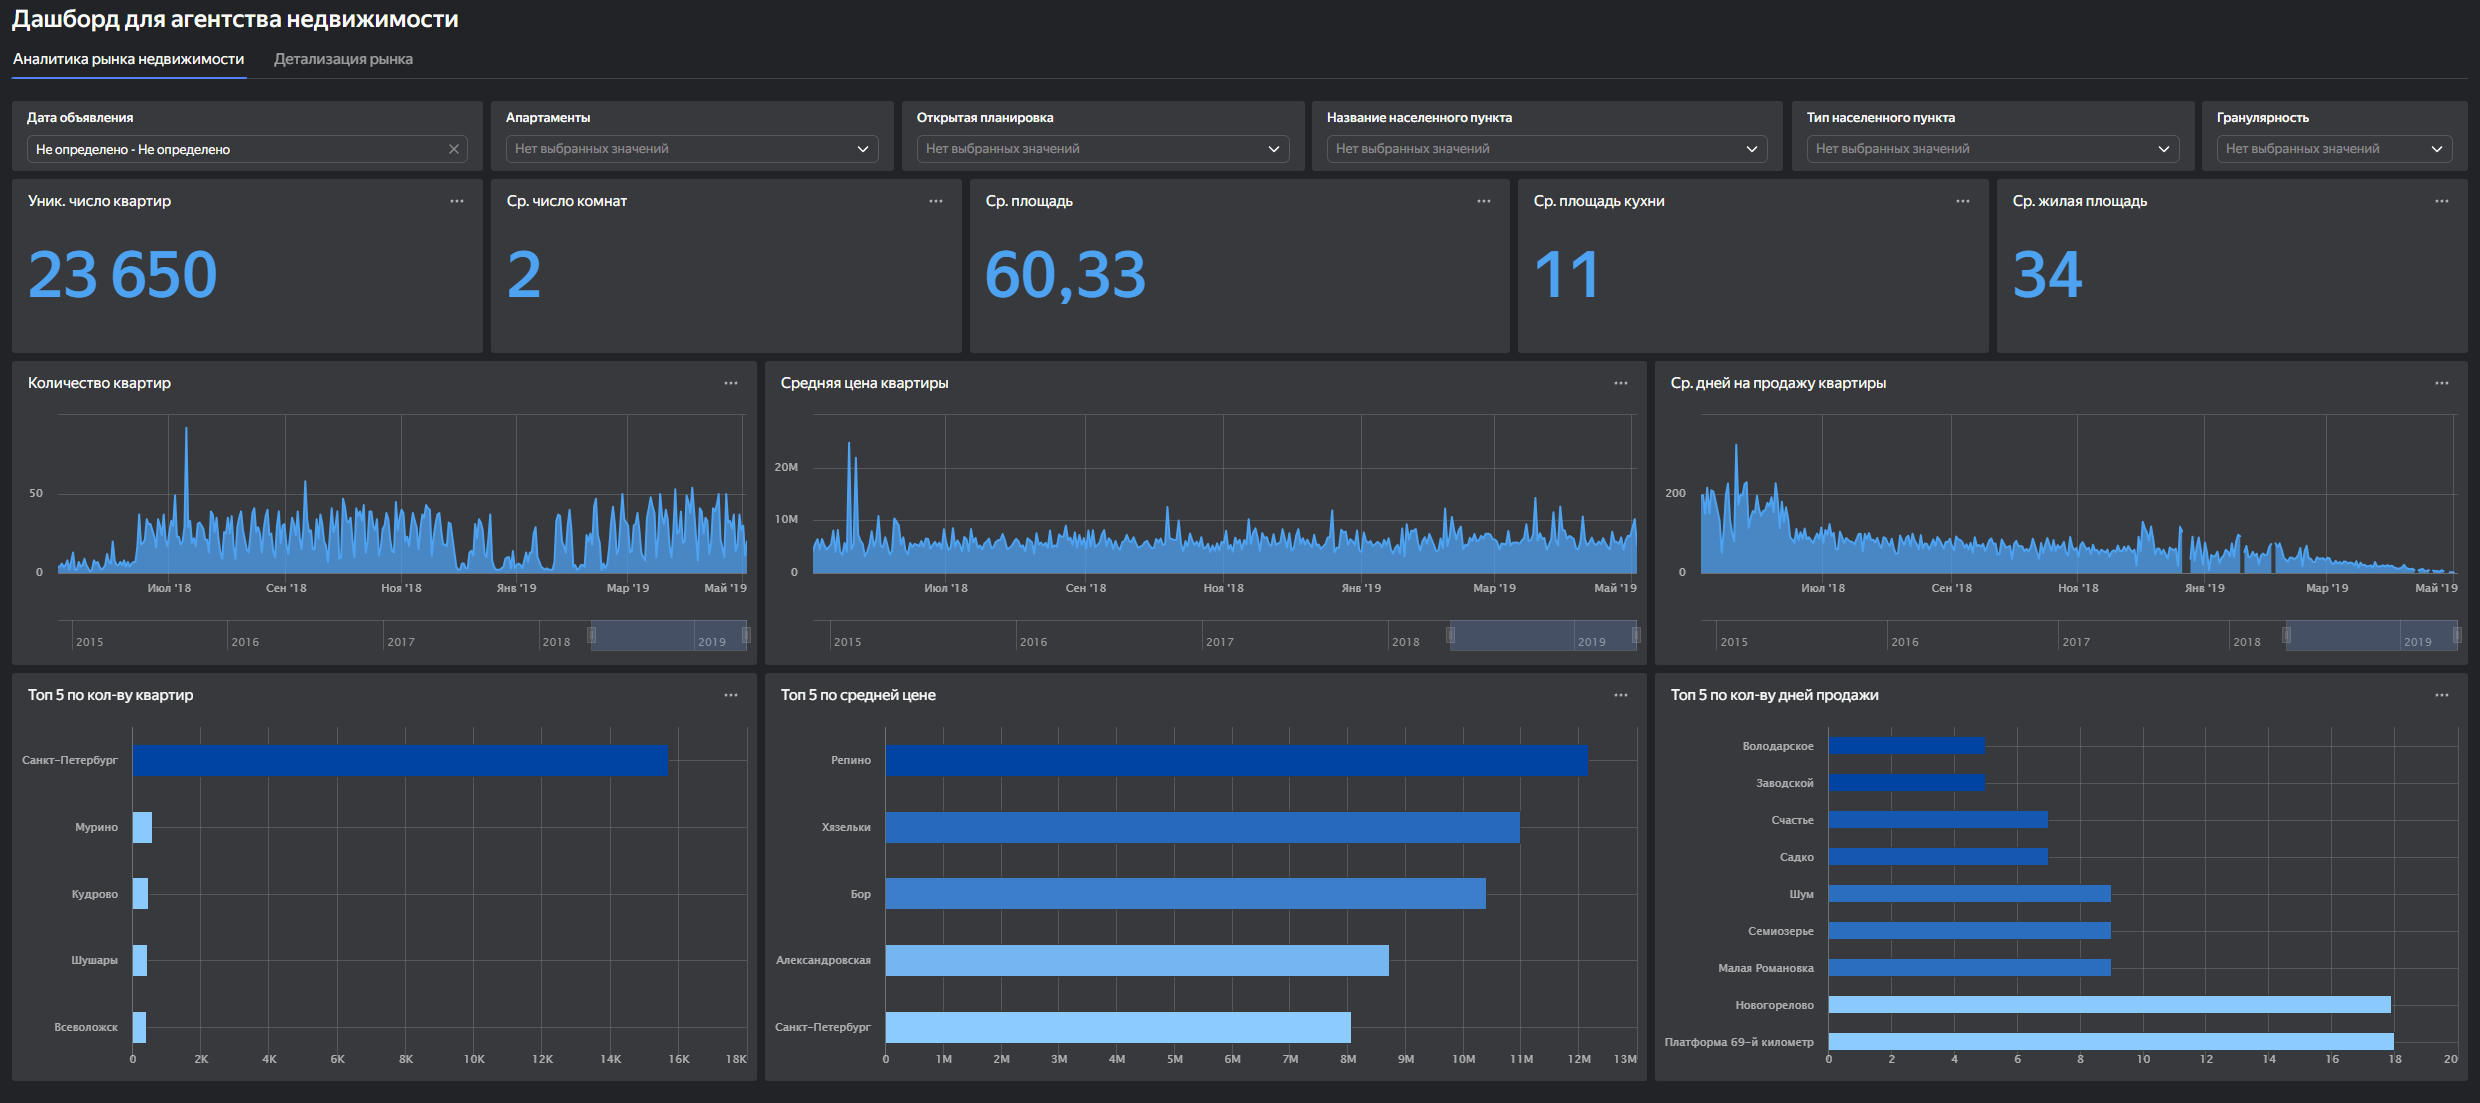 Дашборд для агентства недвижимости
Аналитика рынка недвижимости
Детализация рынка
Дата объявления
Не определено - Не определено
Апартаменты
Нет выбранных значений
Открытая планировка
Нет выбранных значений
Название населенного пункта
Нет выбранных значений
Тип населенного пункта
Нет выбранных значений
Гранулярность
Нет выбранных значений
Уник. число квартир
23 650
Ср. число комнат
2
Ср. площадь
60,33
Ср. площадь кухни
11
Ср. жилая площадь
34
Количество квартир
50
0
Июл '18 Сен '18 Ноя '18 Янв '19 Мар '19 Май '19
2015 2016 2017 2018 2019
Средняя цена квартиры
20M
10M
0
Июл '18 Сен '18 Ноя '18 Янв '19 Мар '19 Май '19
2015 2016 2017 2018 2019
Ср. дней на продажу квартиры
200
0
Июл '18 Сен '18 Ноя '18 Янв '19 Мар '19 Май '19
2015 2016 2017 2018 2019
Топ 5 по кол-ву квартир
Санкт-Петербург
Мурино
Кудрово
Шушары
Всеволожск
0 2K 4K 6K 8K 10K 12K 14K 16K 18K
Топ 5 по средней цене
Репино
Хязельки
Бор
Александровская
Санкт-Петербург
0 1M 2M 3M 4M 5M 6M 7M 8M 9M 10M 11M 12M 13M
Топ 5 по кол-ву дней продажи
Володарское
Заводской
Счастье
Садко
Шум
Семиозерье
Малая Романовка
Новогорелово
Платформа 69-й километр
0 2 4 6 8 10 12 14 16 18 20